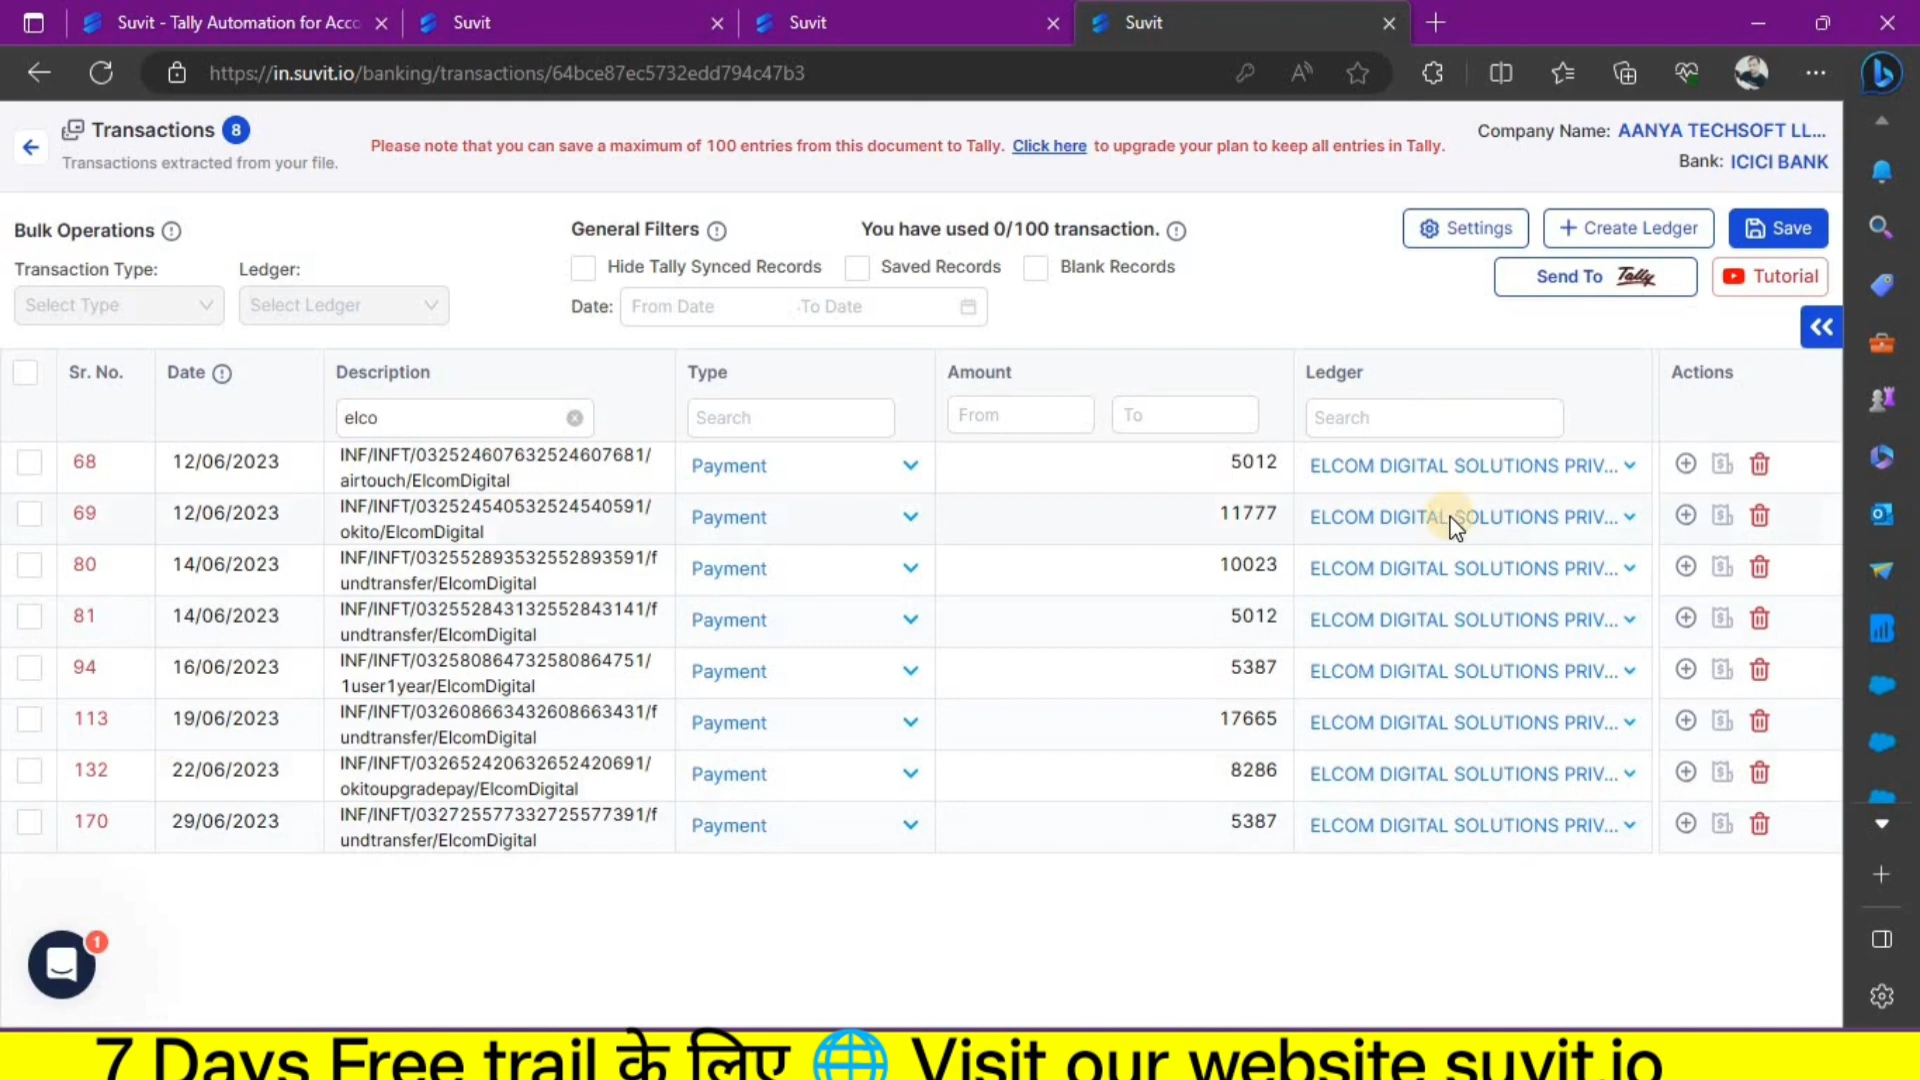 Suvit - Tally Automation for Acco
Suvit
Suvit
Suvit
https://in.suvit.io/banking/transactions/64bce87ec5732edd794c47b3
Transactions 8
Transactions extracted from your file.
Please note that you can save a maximum of 100 entries from this document to Tally. Click here to upgrade your plan to keep all entries in Tally.
Company Name: AANYA TECHSOFT LL...
Bank: ICICI BANK
Bulk Operations
General Filters
You have used 0/100 transaction.
Settings
+ Create Ledger
Save
Transaction Type:
Ledger:
Hide Tally Synced Records
Saved Records
Blank Records
Send To Tally
Tutorial
Select Type
Select Ledger
Date: From Date To Date
Sr. No. Date Description Type Amount Ledger Actions
elco Search From To Search
68 12/06/2023 INF/INFT/032524607632524607681/ Payment 5012 ELCOM DIGITAL SOLUTIONS PRIV...
airtouch/ElcomDigital
69 12/06/2023 INF/INFT/032524540532524540591/ Payment 11777 ELCOM DIGITAL SOLUTIONS PRIV...
okito/ElcomDigital
80 14/06/2023 INF/INFT/032552893532552893591/f Payment 10023 ELCOM DIGITAL SOLUTIONS PRIV...
undtransfer/ElcomDigital
81 14/06/2023 INF/INFT/032552843132552843141/f Payment 5012 ELCOM DIGITAL SOLUTIONS PRIV...
undtransfer/ElcomDigital
94 16/06/2023 INF/INFT/032580864732580864751/ Payment 5387 ELCOM DIGITAL SOLUTIONS PRIV...
1user1year/ElcomDigital
113 19/06/2023 INF/INFT/032608663432608663431/f Payment 17665 ELCOM DIGITAL SOLUTIONS PRIV...
undtransfer/ElcomDigital
132 22/06/2023 INF/INFT/032652420632652420691/ Payment 8286 ELCOM DIGITAL SOLUTIONS PRIV...
okitoupgradepay/ElcomDigital
170 29/06/2023 INF/INFT/032725577332725577391/f Payment 5387 ELCOM DIGITAL SOLUTIONS PRIV...
undtransfer/ElcomDigital
1
7 Days Free trail के लिए Visit our website suvit.io